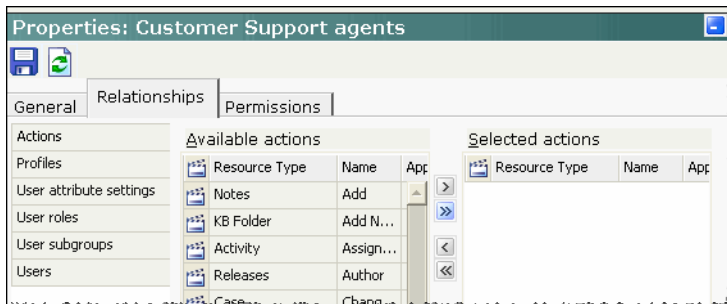 Properties: Customer Support agents
General Relationships Permissions
Actions
Profiles
User attribute settings
User roles
User subgroups
Users
Available actions
Resource Type Name App
Notes Add
KB Folder Add N...
Activity Assign...
Releases Author
Case Chang
Selected actions
Resource Type Name App